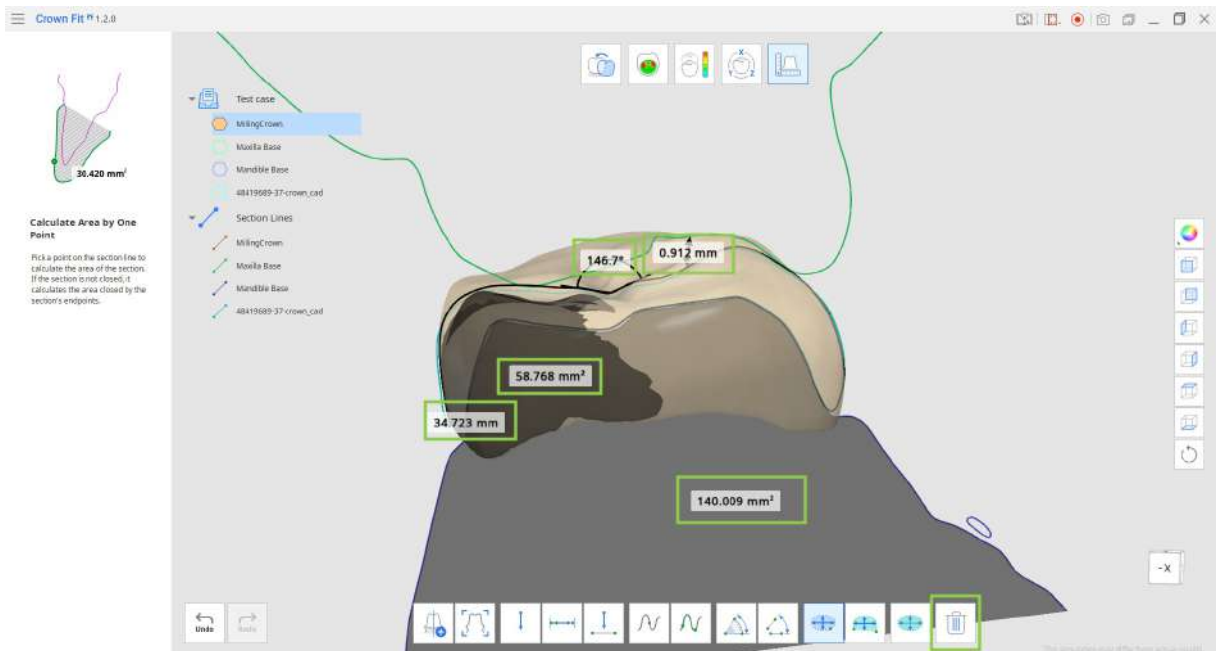 Crown Fit 1.2.0
30.420 mm²
Calculate Area by One
Point
Pick a point on the section line to
calculate the area of the section.
If the section is not closed, it
calculates the area closed by the
section's endpoints.
Test case
MillingCrown
Maxilla Base
Mandible Base
48419689-37-crown_cad
Section Lines
MillingCrown
Maxilla Base
Mandible Base
48419689-37-crown_cad
X
Y
Z
146.7°
0.912 mm
58.768 mm²
34.723 mm
140.009 mm²
-X
Undo
Redo